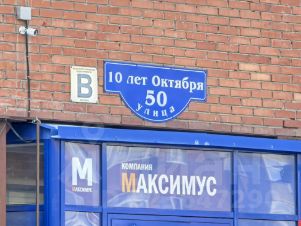 В
10 лет Октября
50
улица
М
МАКСИМУС
КОМПАНИЯ
МАКСИМУС